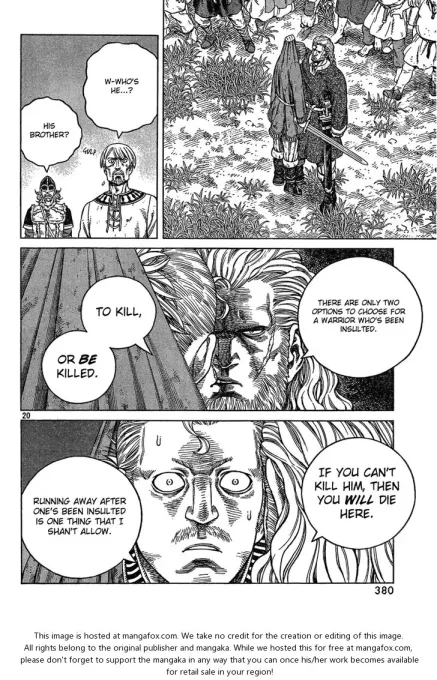 W-WHO'S
HE...?
HIS
BROTHER?
GULP
THERE ARE ONLY TWO
OPTIONS TO CHOOSE FOR
A WARRIOR WHO'S BEEN
INSULTED.
TO KILL,
OR BE
KILLED.
20
IF YOU CAN'T
KILL HIM, THEN
YOU WILL DIE
HERE.
RUNNING AWAY AFTER
ONE'S BEEN INSULTED
IS ONE THING THAT I
SHAN'T ALLOW.
380
This image is hosted at mangafox.com. We take no credit for the creation or editing of this image.
All rights belong to the original publisher and mangaka. While we hosted this for free at mangafox.com,
please don't forget to support the mangaka in any way that you can once his/her work becomes available
for retail sale in your region!